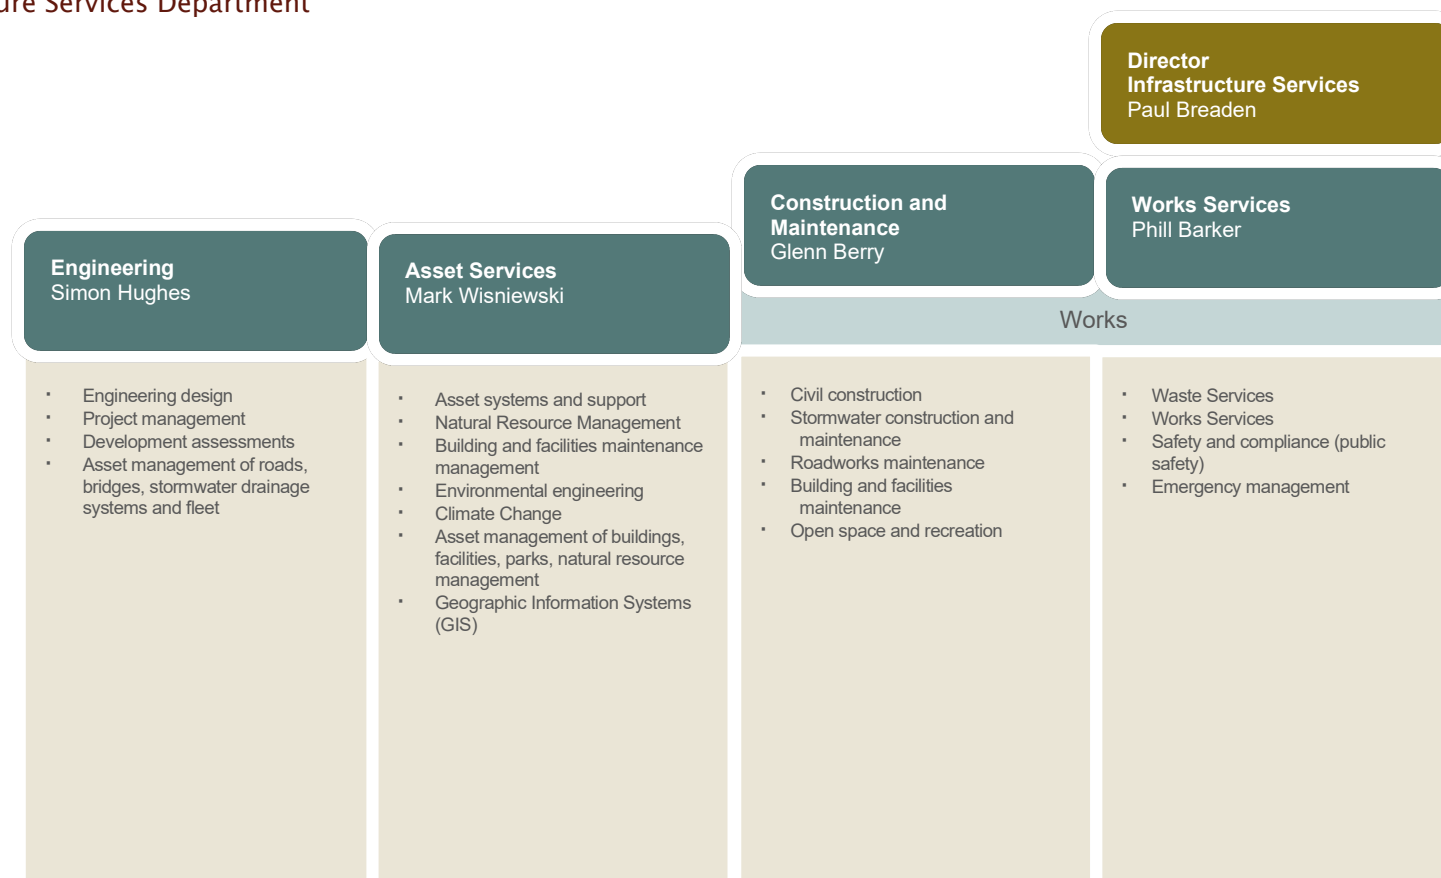 Services Department
Director
Infrastructure Services
Paul Breaden
Construction and
Maintenance
Glenn Berry
Works Services
Phill Barker
Engineering
Simon Hughes
Asset Services
Mark Wisniewski
Works
▪ Engineering design
▪ Project management
▪ Development assessments
▪ Asset management of roads,
bridges, stormwater drainage
systems and fleet
▪ Asset systems and support
▪ Natural Resource Management
▪ Building and facilities maintenance
management
▪ Environmental engineering
▪ Climate Change
▪ Asset management of buildings,
facilities, parks, natural resource
management
▪ Geographic Information Systems
(GIS)
▪ Civil construction
▪ Stormwater construction and
maintenance
▪ Roadworks maintenance
▪ Building and facilities
maintenance
▪ Open space and recreation
▪ Waste Services
▪ Works Services
▪ Safety and compliance (public
safety)
▪ Emergency management